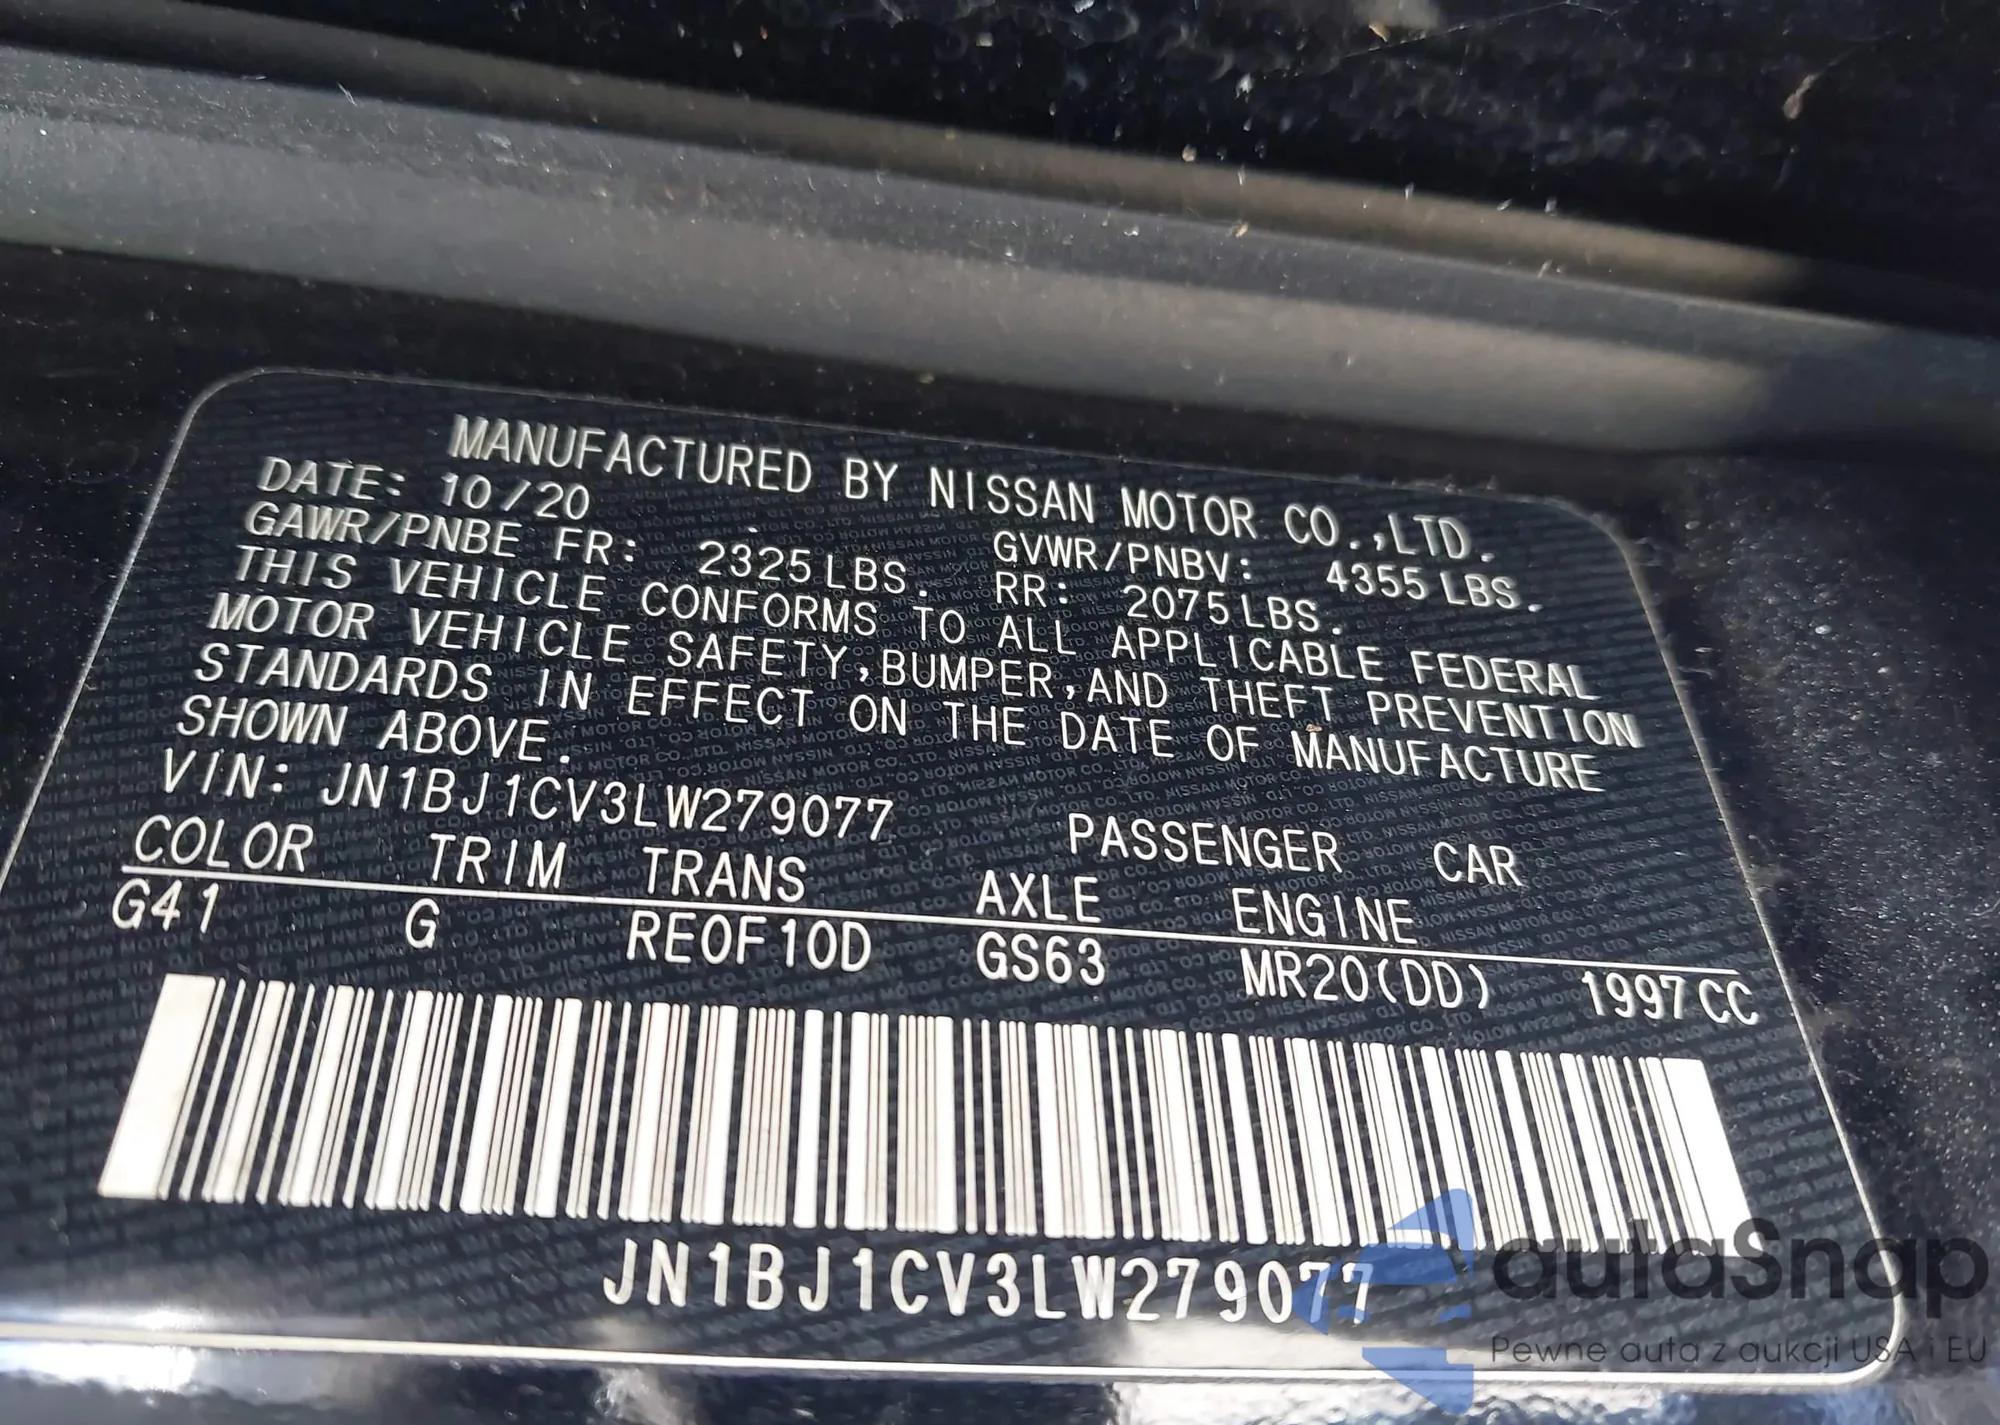 MANUFACTURED BY NISSAN MOTOR CO.,LTD.
DATE: 10/20
GVWR/PNBV: 4355 LBS.
GAWR/PNBE FR: 2325LBS. RR: 2075LBS.
THIS VEHICLE CONFORMS TO ALL APPLICABLE FEDERAL
MOTOR VEHICLE SAFETY,BUMPER,AND THEFT PREVENTION
STANDARDS IN EFFECT ON THE DATE OF MANUFACTURE
SHOWN ABOVE.
VIN: JN1BJ1CV3LW279077 PASSENGER CAR
COLOR TRIM TRANS AXLE ENGINE
G41 G RE0F10D GS63 MR20(DD) 1997CC
JN1BJ1CV3LW279077
autaSnap
Pewne auta z aukcji USA i EU